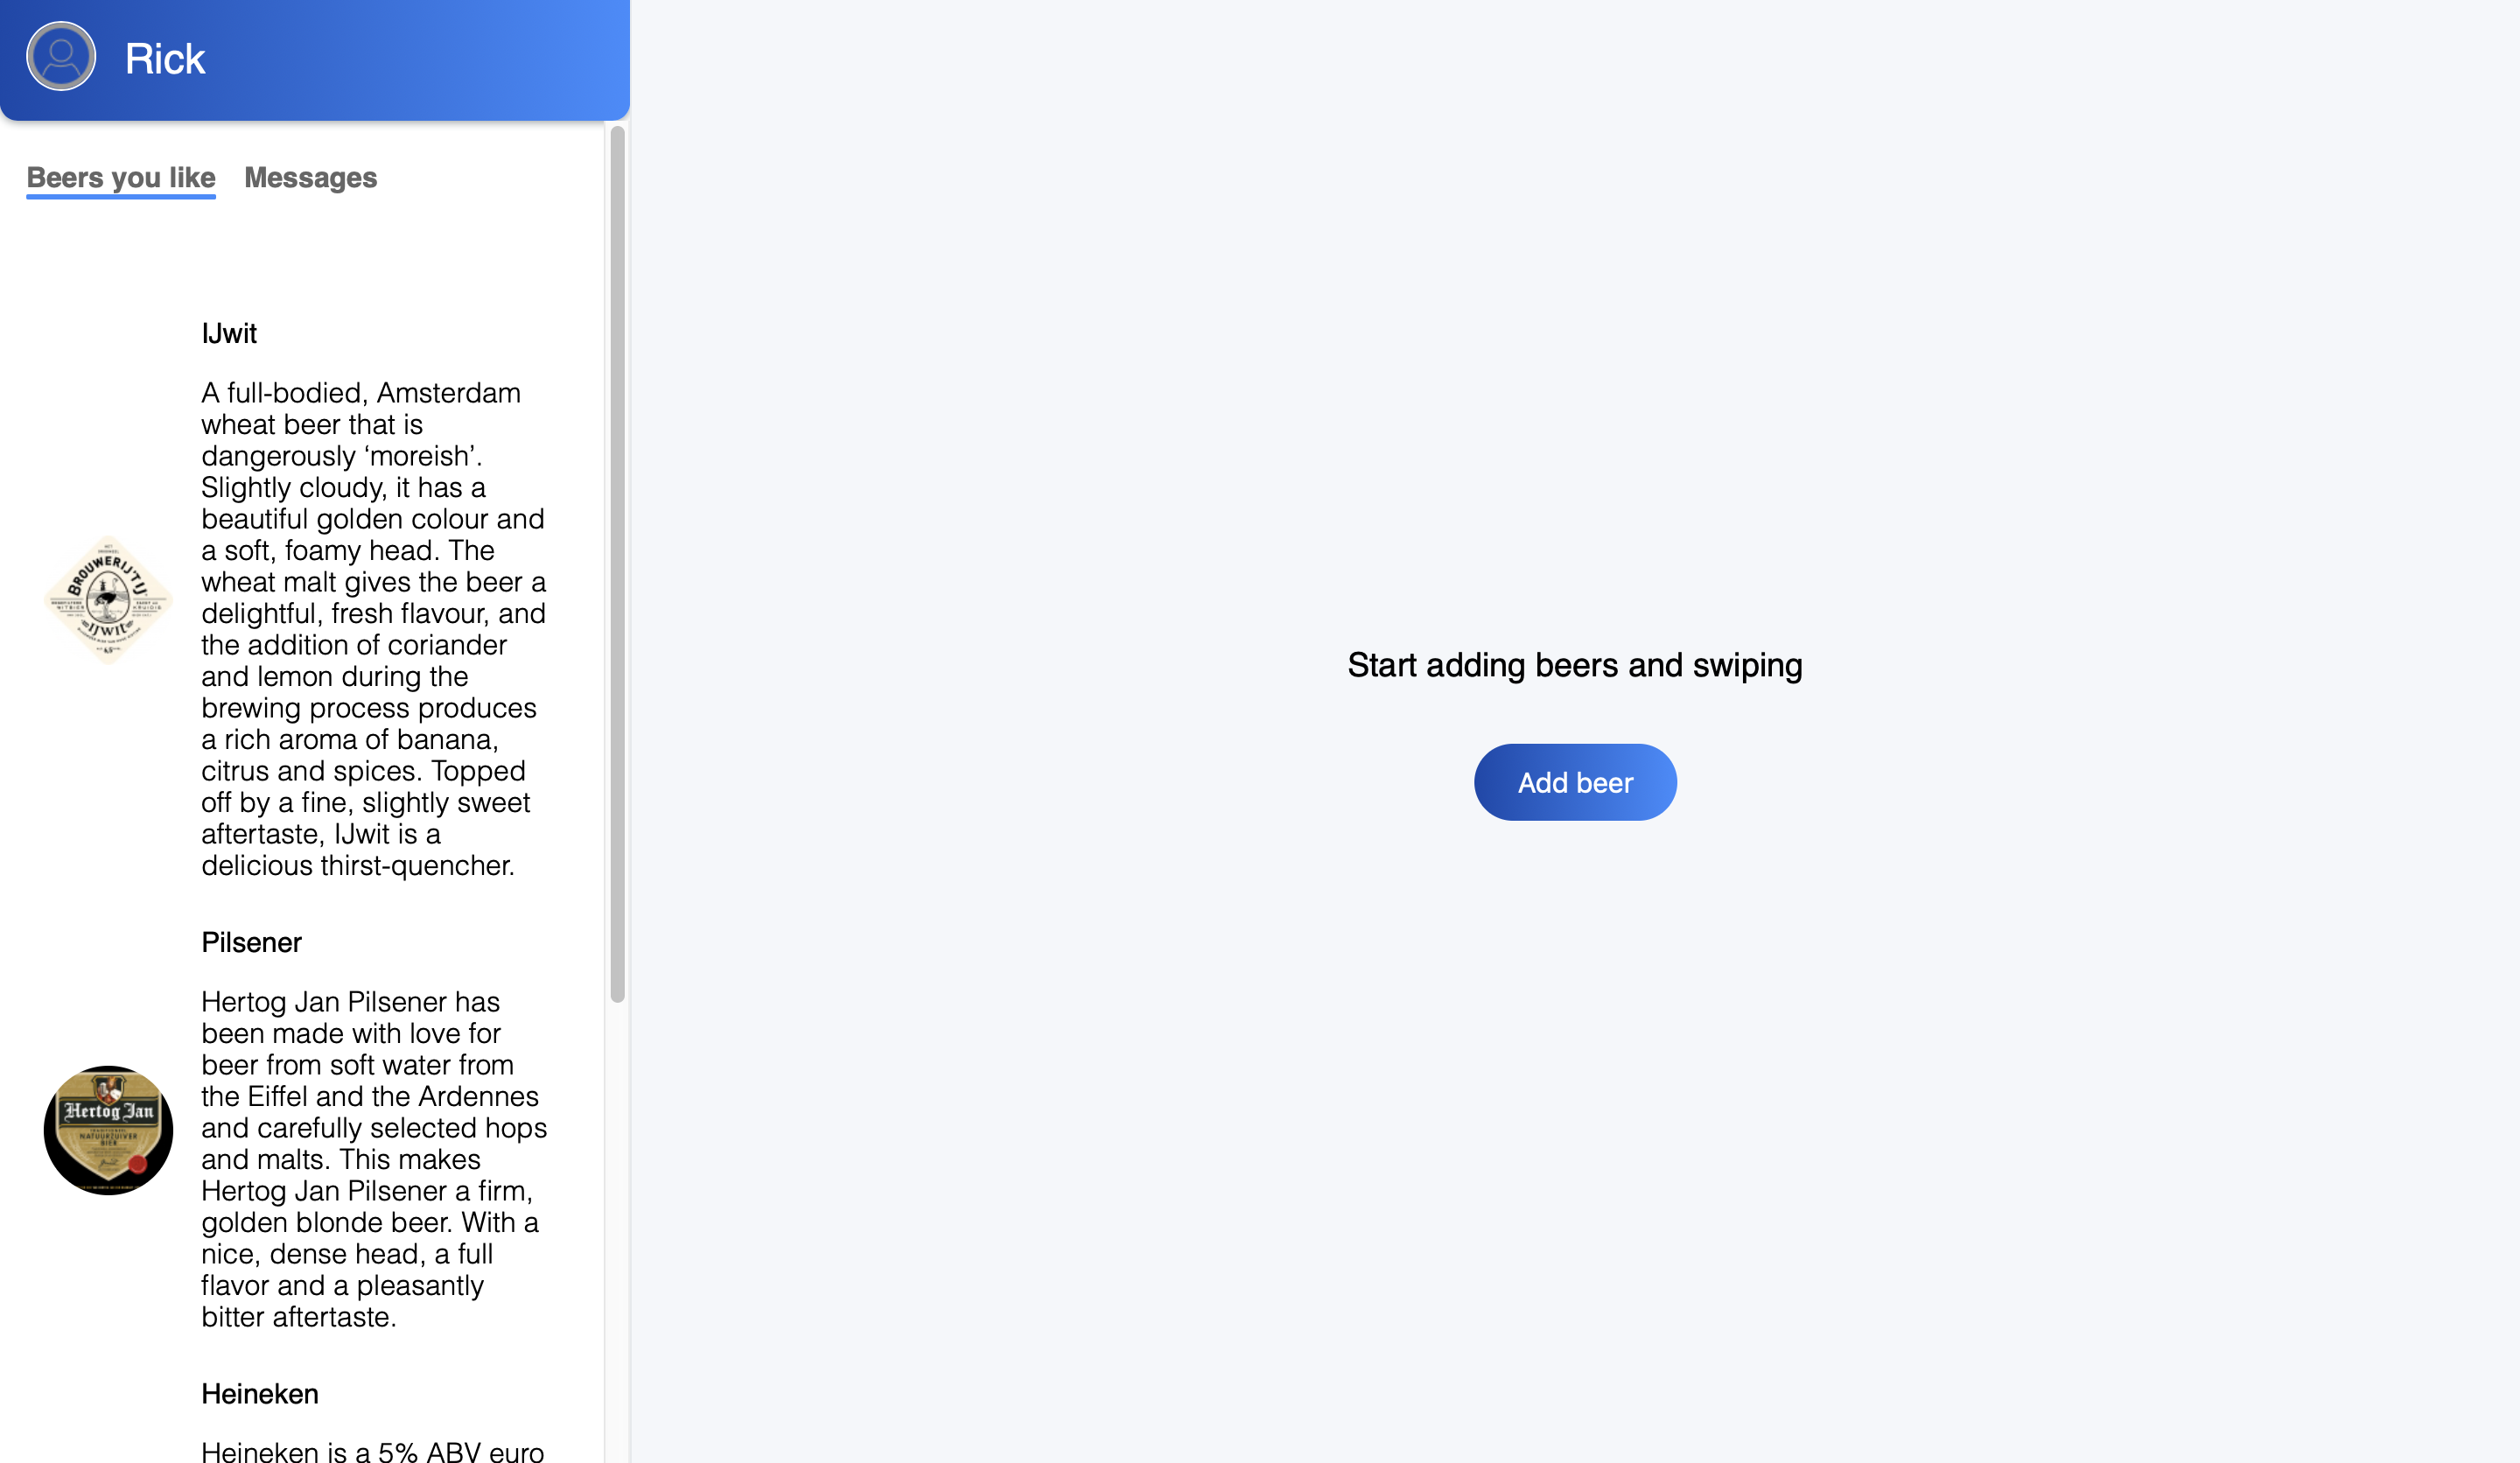 Rick
Beers you like
Messages
IJwit
A full-bodied, Amsterdam
wheat beer that is
dangerously ‘moreish’.
Slightly cloudy, it has a
beautiful golden colour and
a soft, foamy head. The
wheat malt gives the beer a
delightful, fresh flavour, and
the addition of coriander
and lemon during the
brewing process produces
a rich aroma of banana,
citrus and spices. Topped
off by a fine, slightly sweet
aftertaste, IJwit is a
delicious thirst-quencher.
BROUWERIJ 'T IJ
IJWIT
Pilsener
Hertog Jan Pilsener has
been made with love for
beer from soft water from
the Eiffel and the Ardennes
and carefully selected hops
and malts. This makes
Hertog Jan Pilsener a firm,
golden blonde beer. With a
nice, dense head, a full
flavor and a pleasantly
bitter aftertaste.
Hertog Jan
NATUURZUIVER
BIER
Heineken
Heineken is a 5% ABV euro
Start adding beers and swiping
Add beer